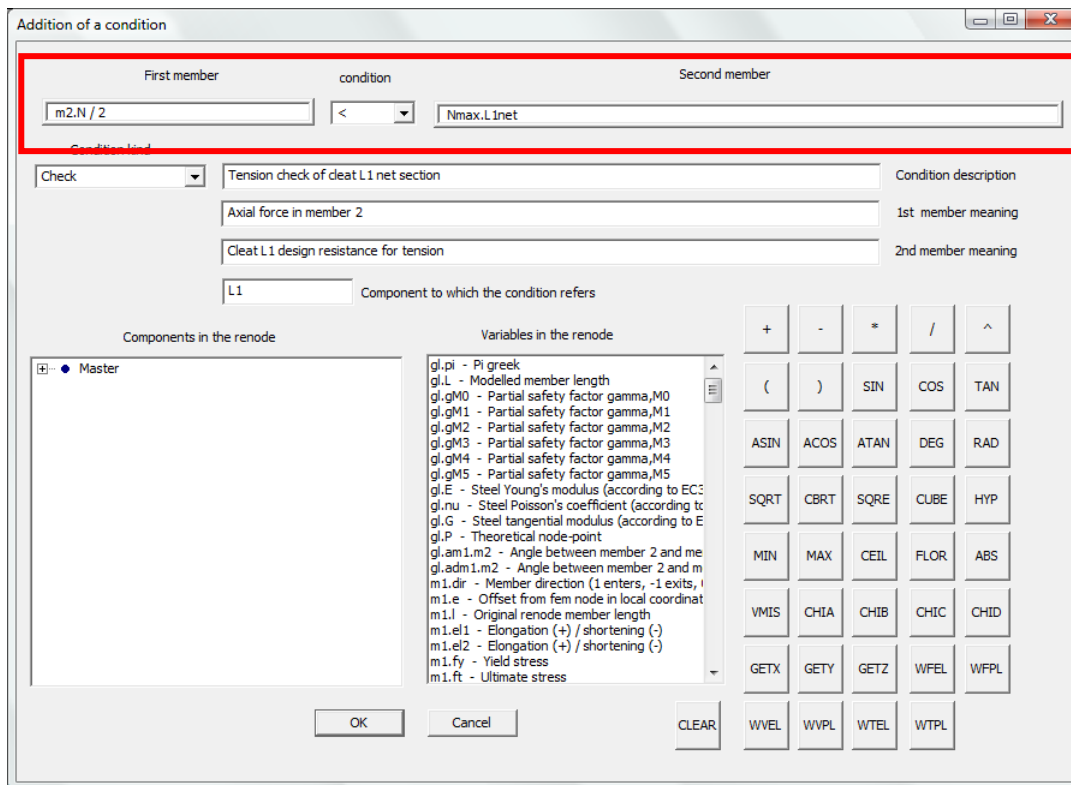 Addition of a condition
First member
condition
Second member
m2.N / 2
<
Nmax.L1net
Condition kind
Check
Tension check of cleat L1 net section
Condition description
Axial force in member 2
1st member meaning
Cleat L1 design resistance for tension
2nd member meaning
L1
Component to which the condition refers
Components in the renode
Variables in the renode
Master
gl.pi - Pi greek
gl.L - Modelled member length
gl.gM0 - Partial safety factor gamma,M0
gl.gM1 - Partial safety factor gamma,M1
gl.gM2 - Partial safety factor gamma,M2
gl.gM3 - Partial safety factor gamma,M3
gl.gM4 - Partial safety factor gamma,M4
gl.gM5 - Partial safety factor gamma,M5
gl.E - Steel Young's modulus (according to EC3
gl.nu - Steel Poisson's coefficient (according to
gl.G - Steel tangential modulus (according to E
gl.P - Theoretical node-point
gl.am1.m2 - Angle between member 2 and me
gl.adm1.m2 - Angle between member 2 and m
m1.dir - Member direction (1 enters, -1 exits,
m1.e - Offset from fem node in local coordinat
m1.l - Original renode member length
m1.el1 - Elongation (+) / shortening (-)
m1.el2 - Elongation (+) / shortening (-)
m1.fy - Yield stress
m1.ft - Ultimate stress
+ - * / ^
( ) SIN COS TAN
ASIN ACOS ATAN DEG RAD
SQRT CBRT SQRE CUBE HYP
MIN MAX CEIL FLOR ABS
VMIS CHIA CHIB CHIC CHID
GETX GETY GETZ WFEL WFPL
CLEAR WVEL WVPL WTEL WTPL
OK
Cancel